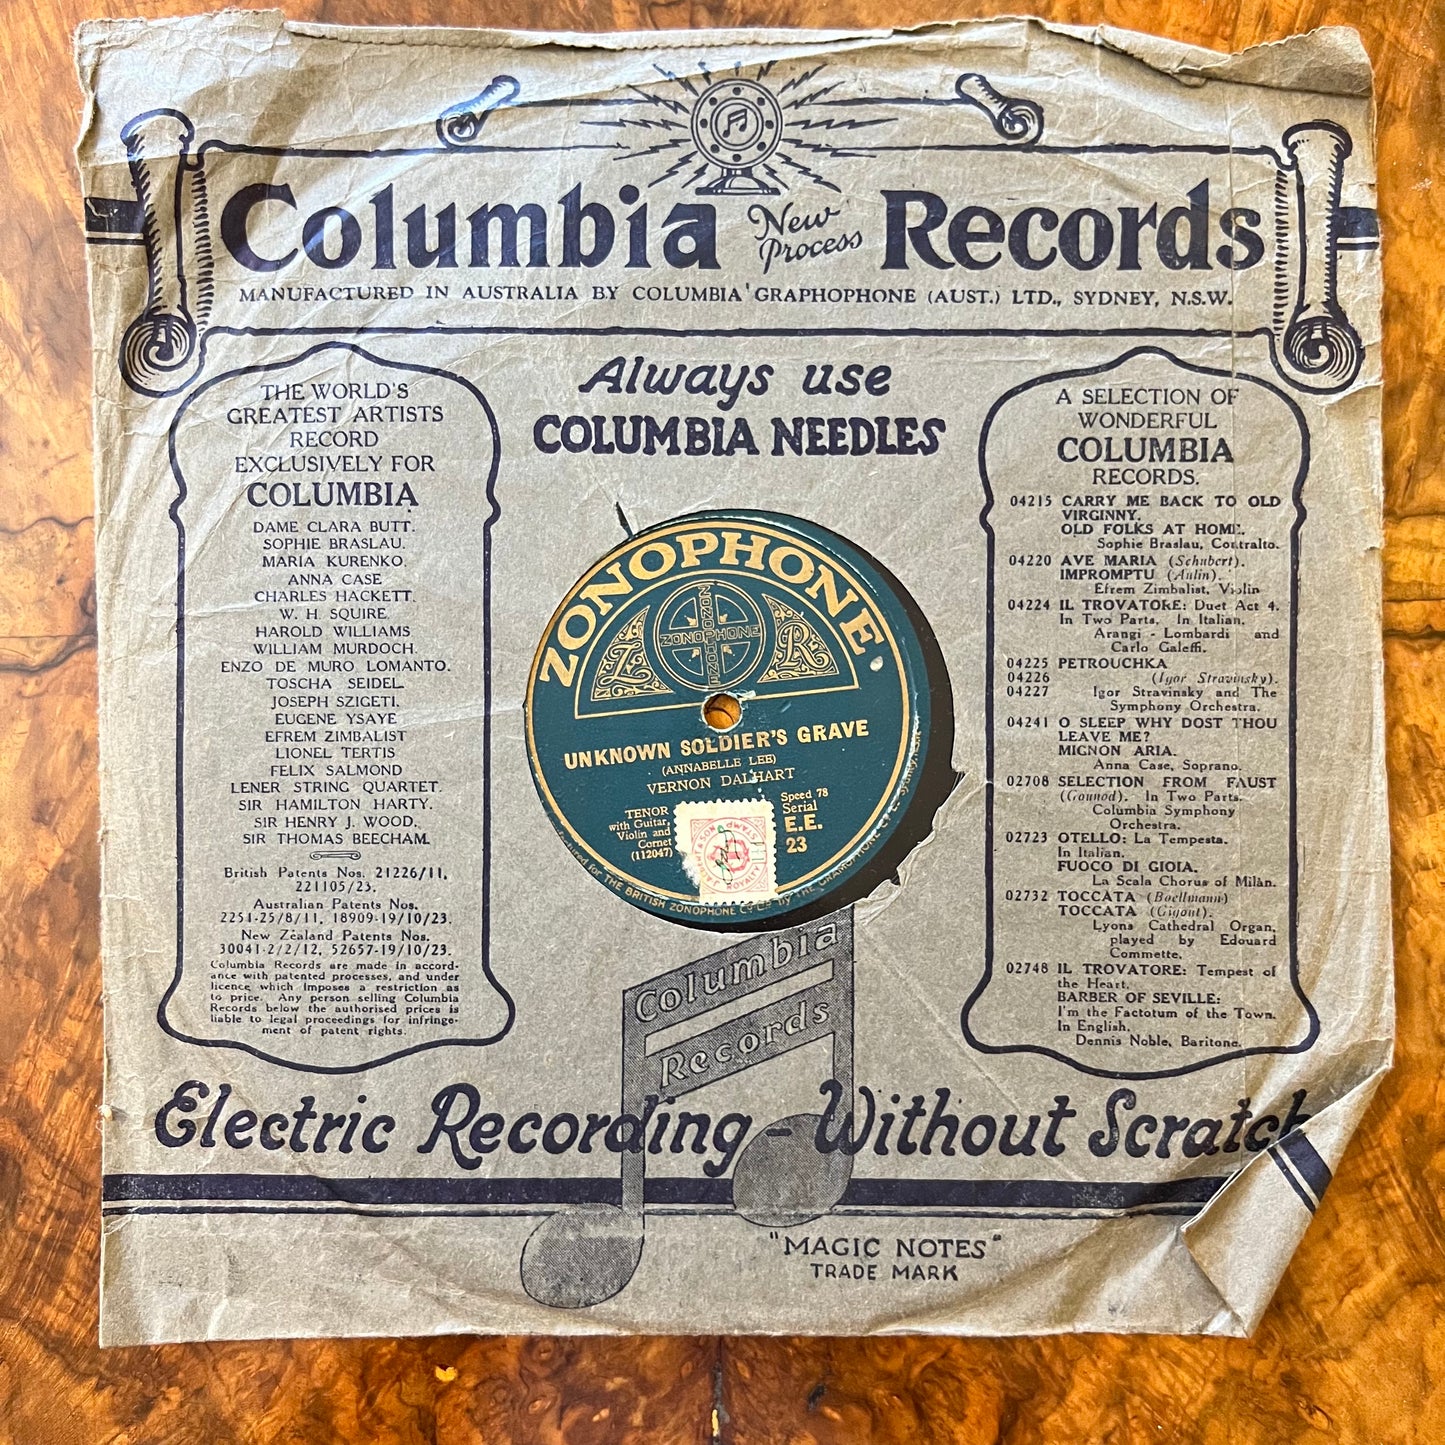 Columbia New Process Records
MANUFACTURED IN AUSTRALIA BY COLUMBIA GRAPHOPHONE (AUST.) LTD., SYDNEY, N.S.W.
Always use
COLUMBIA NEEDLES
THE WORLD'S
GREATEST ARTISTS
RECORD
EXCLUSIVELY FOR
COLUMBIA
DAME CLARA BUTT.
SOPHIE BRASLAU.
MARIA KURENKO.
ANNA CASE
CHARLES HACKETT.
W. H. SQUIRE.
HAROLD WILLIAMS
WILLIAM MURDOCH.
ENZO DE MURO LOMANTO.
TOSCHA SEIDEL
JOSEPH SZIGETI.
EUGENE YSAYE
EFREM ZIMBALIST
LIONEL TERTIS
FELIX SALMOND
LENER STRING QUARTET.
SIR HAMILTON HARTY.
SIR HENRY J. WOOD.
SIR THOMAS BEECHAM.
British Patents Nos. 21226/11,
221105/23.
Australian Patents Nos.
2251-25/8/11, 18909-19/10/23.
New Zealand Patents Nos.
30041-2/2/12, 52657-19/10/23.
Columbia Records are made in accord-
ance with patented processes, and under
licence which imposes a restriction as
to price. Any person selling Columbia
Records below the authorised prices is
liable to legal proceedings for infringe-
ment of patent rights.
ZONOPHONE.
ZONOPHONE
ZONOPHONE
Z R
UNKNOWN SOLDIER'S GRAVE
(ANNABELLE LEE)
VERNON DALHART
TENOR
with Guitar,
Violin and
Cornet
(112047)
Speed 78
Serial
E.E.
23
STAMP
ROYALTY
for THE BRITISH ZONOPHONE Co Ltd by THE GRAMOPHONE Co
A SELECTION OF
WONDERFUL
COLUMBIA
RECORDS.
04215 CARRY ME BACK TO OLD
VIRGINNY.
OLD FOLKS AT HOME.
Sophie Braslau, Contralto.
04220 AVE MARIA (Schubert).
IMPROMPTU (Aulin).
Efrem Zimbalist, Violin
04224 IL TROVATORE: Duet Act 4.
In Two Parts. In Italian.
Arangi - Lombardi and
Carlo Galeffi.
04225 PETROUCHKA
04226 (Igor Stravinsky).
04227 Igor Stravinsky and The
Symphony Orchestra.
04241 O SLEEP WHY DOST THOU
LEAVE ME?
MIGNON ARIA.
Anna Case, Soprano.
02708 SELECTION FROM FAUST
(Gounod). In Two Parts.
Columbia Symphony
Orchestra.
02723 OTELLO: La Tempesta.
In Italian.
FUOCO DI GIOIA.
La Scala Chorus of Milan.
02732 TOCCATA (Boellmann)
TOCCATA (Gigout).
Lyons Cathedral Organ,
played by Edouard
Commette.
02748 IL TROVATORE: Tempest of
the Heart.
BARBER OF SEVILLE:
I'm the Factotum of the Town.
In English.
Dennis Noble, Baritone.
Columbia
Records
Electric Recording - Without Scratch
"MAGIC NOTES"
TRADE MARK